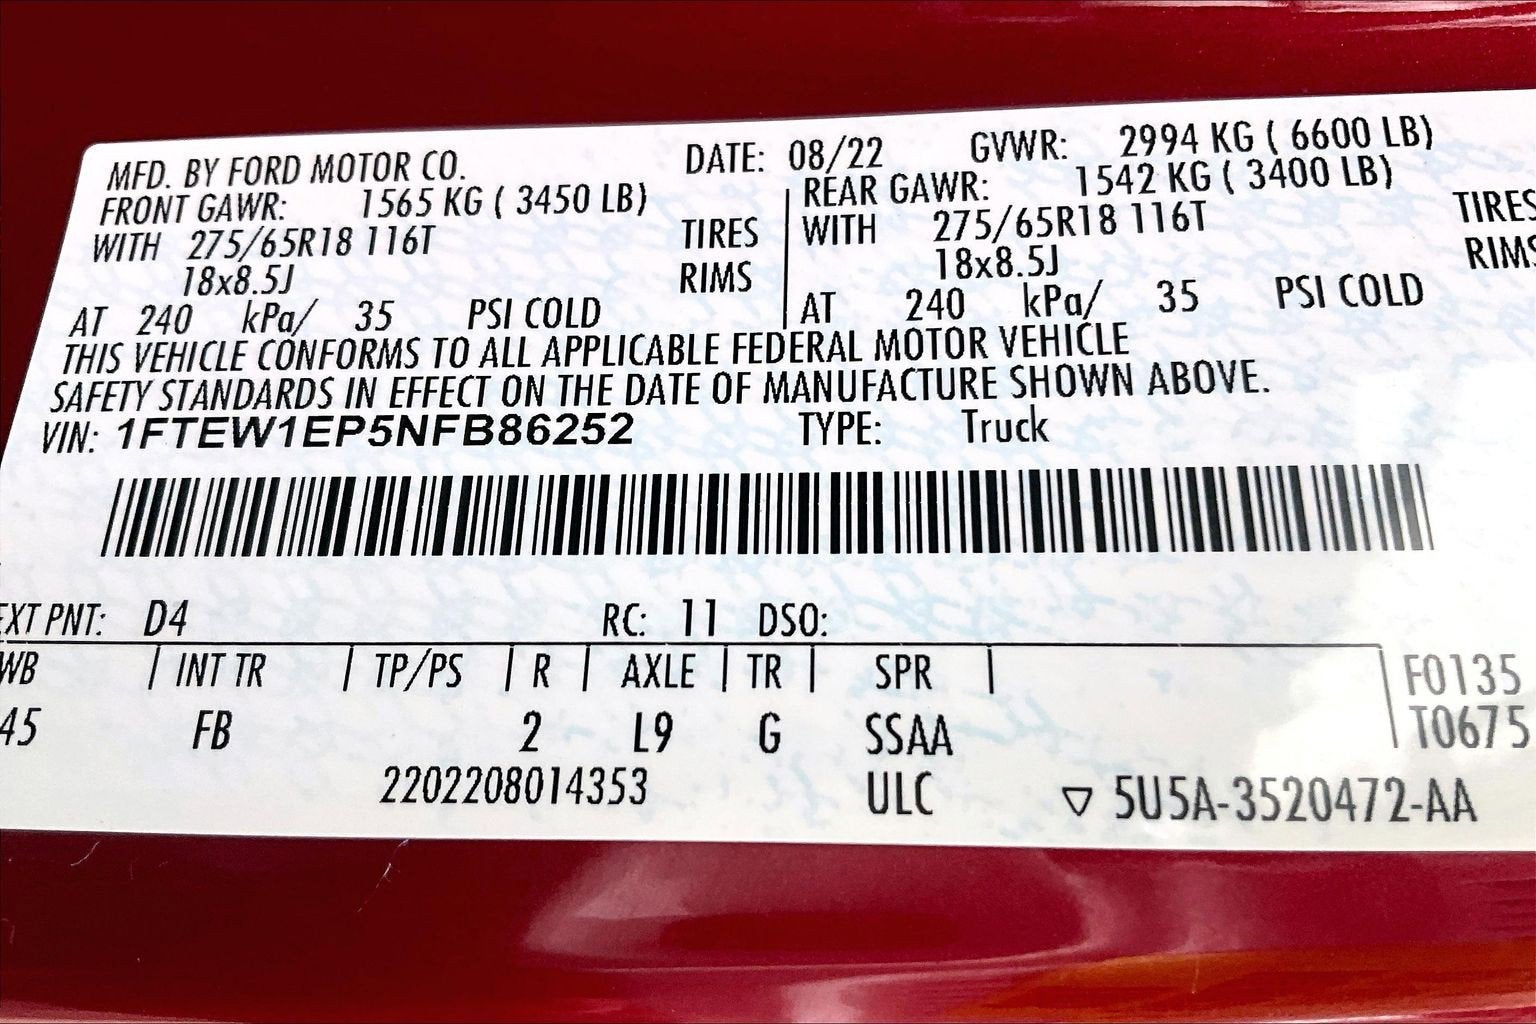 MFD. BY FORD MOTOR CO. DATE: 08/22 GVWR: 2994 KG ( 6600 LB)
FRONT GAWR: 1565 KG ( 3450 LB) REAR GAWR: 1542 KG ( 3400 LB)
WITH 275/65R18 116T TIRES WITH 275/65R18 116T TIRES
18x8.5J RIMS 18x8.5J RIMS
AT 240 kPa/ 35 PSI COLD AT 240 kPa/ 35 PSI COLD
THIS VEHICLE CONFORMS TO ALL APPLICABLE FEDERAL MOTOR VEHICLE
SAFETY STANDARDS IN EFFECT ON THE DATE OF MANUFACTURE SHOWN ABOVE.
VIN: 1FTEW1EP5NFB86252 TYPE: Truck
EXT PNT: D4 RC: 11 DSO:
WB | INT TR | TP/PS | R | AXLE | TR | SPR | F0135
45 FB 2 L9 G SSAA T0675
2202208014353 ULC ▽ 5U5A-3520472-AA